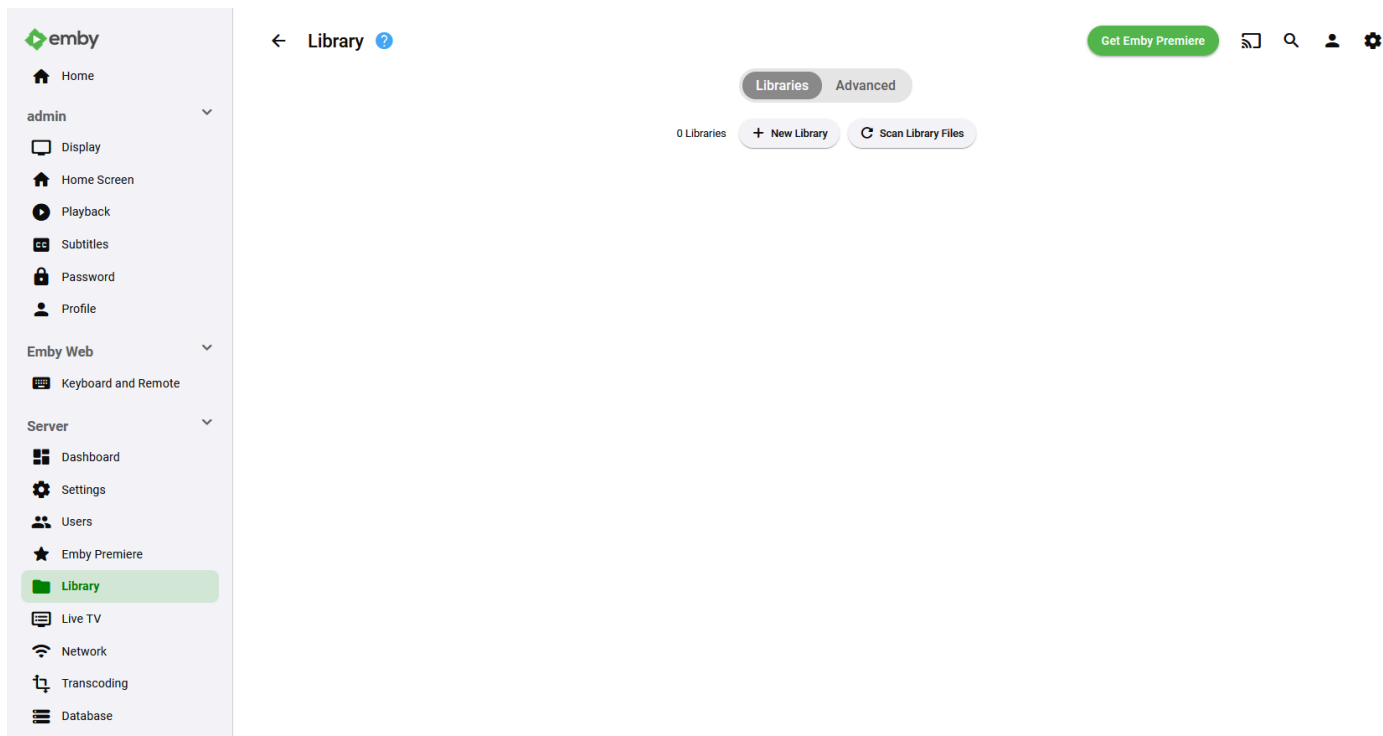 emby
Home
admin
Display
Home Screen
Playback
CC
Subtitles
Password
Profile
Emby Web
Keyboard and Remote
Server
Dashboard
Settings
Users
Emby Premiere
Library
Live TV
Network
Transcoding
Database
Library ?
Get Emby Premiere
Libraries Advanced
0 Libraries + New Library Scan Library Files